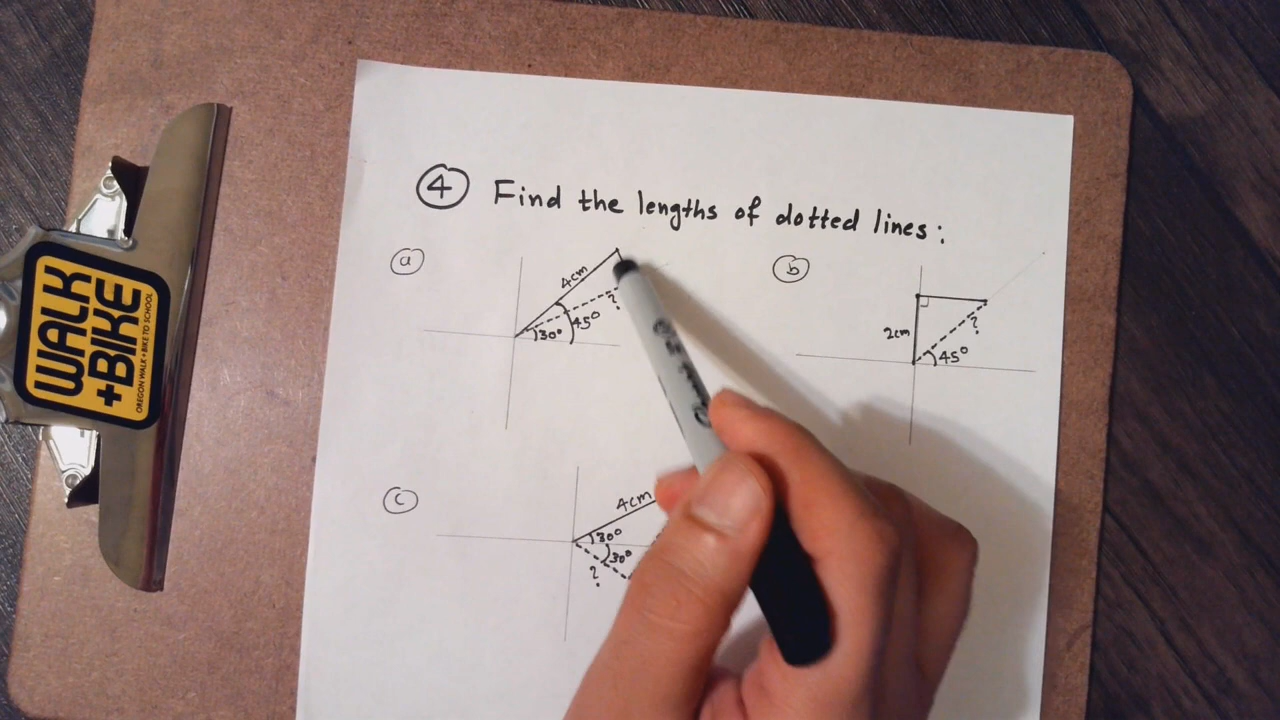 ④ Find the lengths of dotted lines:
ⓐ
4cm
?
45°
30°
ⓑ
2cm
?
45°
ⓒ
4cm
30°
30°
?
WALK
+BIKE
OREGON WALK+BIKE TO SCHOOL